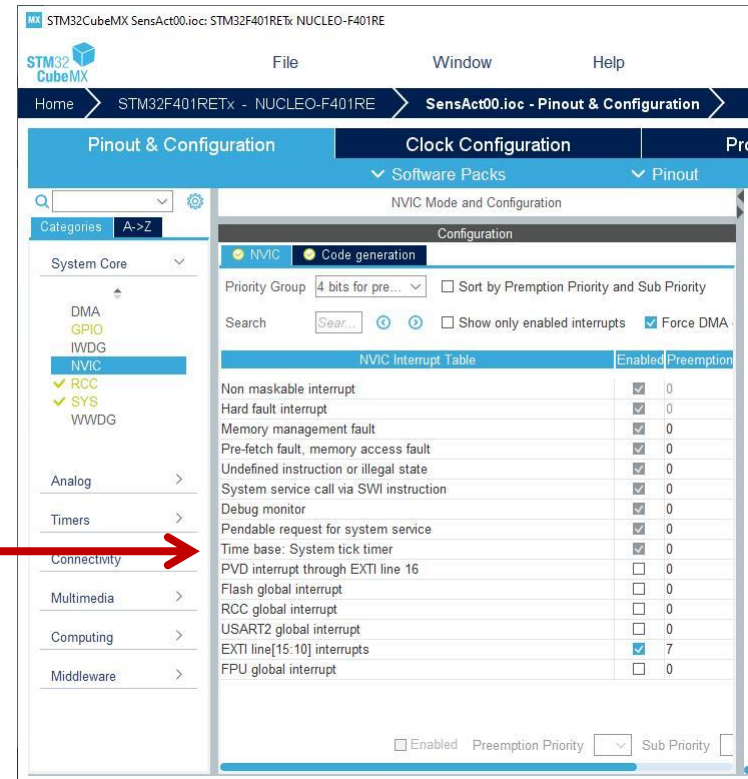 MX STM32CubeMX SensAct00.ioc: STM32F401RETx NUCLEO-F401RE
STM32
CubeMX
File Window Help
Home STM32F401RETx - NUCLEO-F401RE SensAct00.ioc - Pinout & Configuration
Pinout & Configuration Clock Configuration Pro
Software Packs Pinout
NVIC Mode and Configuration
Categories A->Z
Configuration
NVIC Code generation
System Core
Priority Group 4 bits for pre... Sort by Premption Priority and Sub Priority
DMA
GPIO
IWDG
NVIC
RCC
SYS
WWDG
Search Sear... Show only enabled interrupts Force DMA
NVIC Interrupt Table Enabled Preemption
Non maskable interrupt 0
Hard fault interrupt 0
Memory management fault 0
Pre-fetch fault, memory access fault 0
Undefined instruction or illegal state 0
System service call via SWI instruction 0
Debug monitor 0
Pendable request for system service 0
Time base: System tick timer 0
PVD interrupt through EXTI line 16 0
Flash global interrupt 0
RCC global interrupt 0
USART2 global interrupt 0
EXTI line[15:10] interrupts 7
FPU global interrupt 0
Analog
Timers
Connectivity
Multimedia
Computing
Middleware
Enabled Preemption Priority Sub Priority